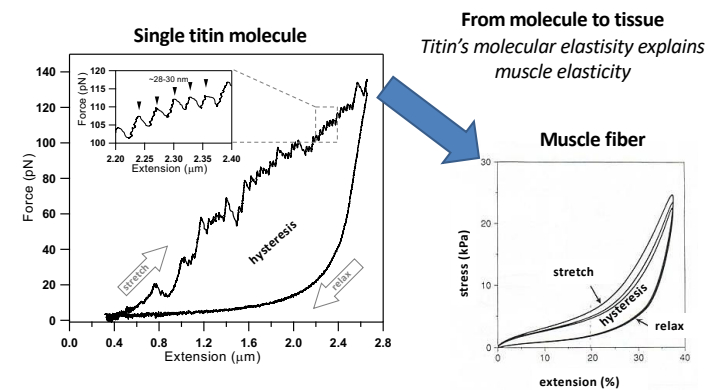 Single titin molecule
140
120
100
80
60
40
20
0
Force (pN)
0.0
0.4
0.8
1.2
1.6
2.0
2.4
2.8
Extension (µm)
120
115
110
105
100
Force (pN)
~28-30 nm
2.20
2.25
2.30
2.35
2.40
Extension (µm)
stretch
hysteresis
relax
From molecule to tissue
Titin's molecular elastisity explains
muscle elasticity
Muscle fiber
30
20
10
0
stress (kPa)
stretch
hysteresis
relax
0
10
20
30
40
extension (%)